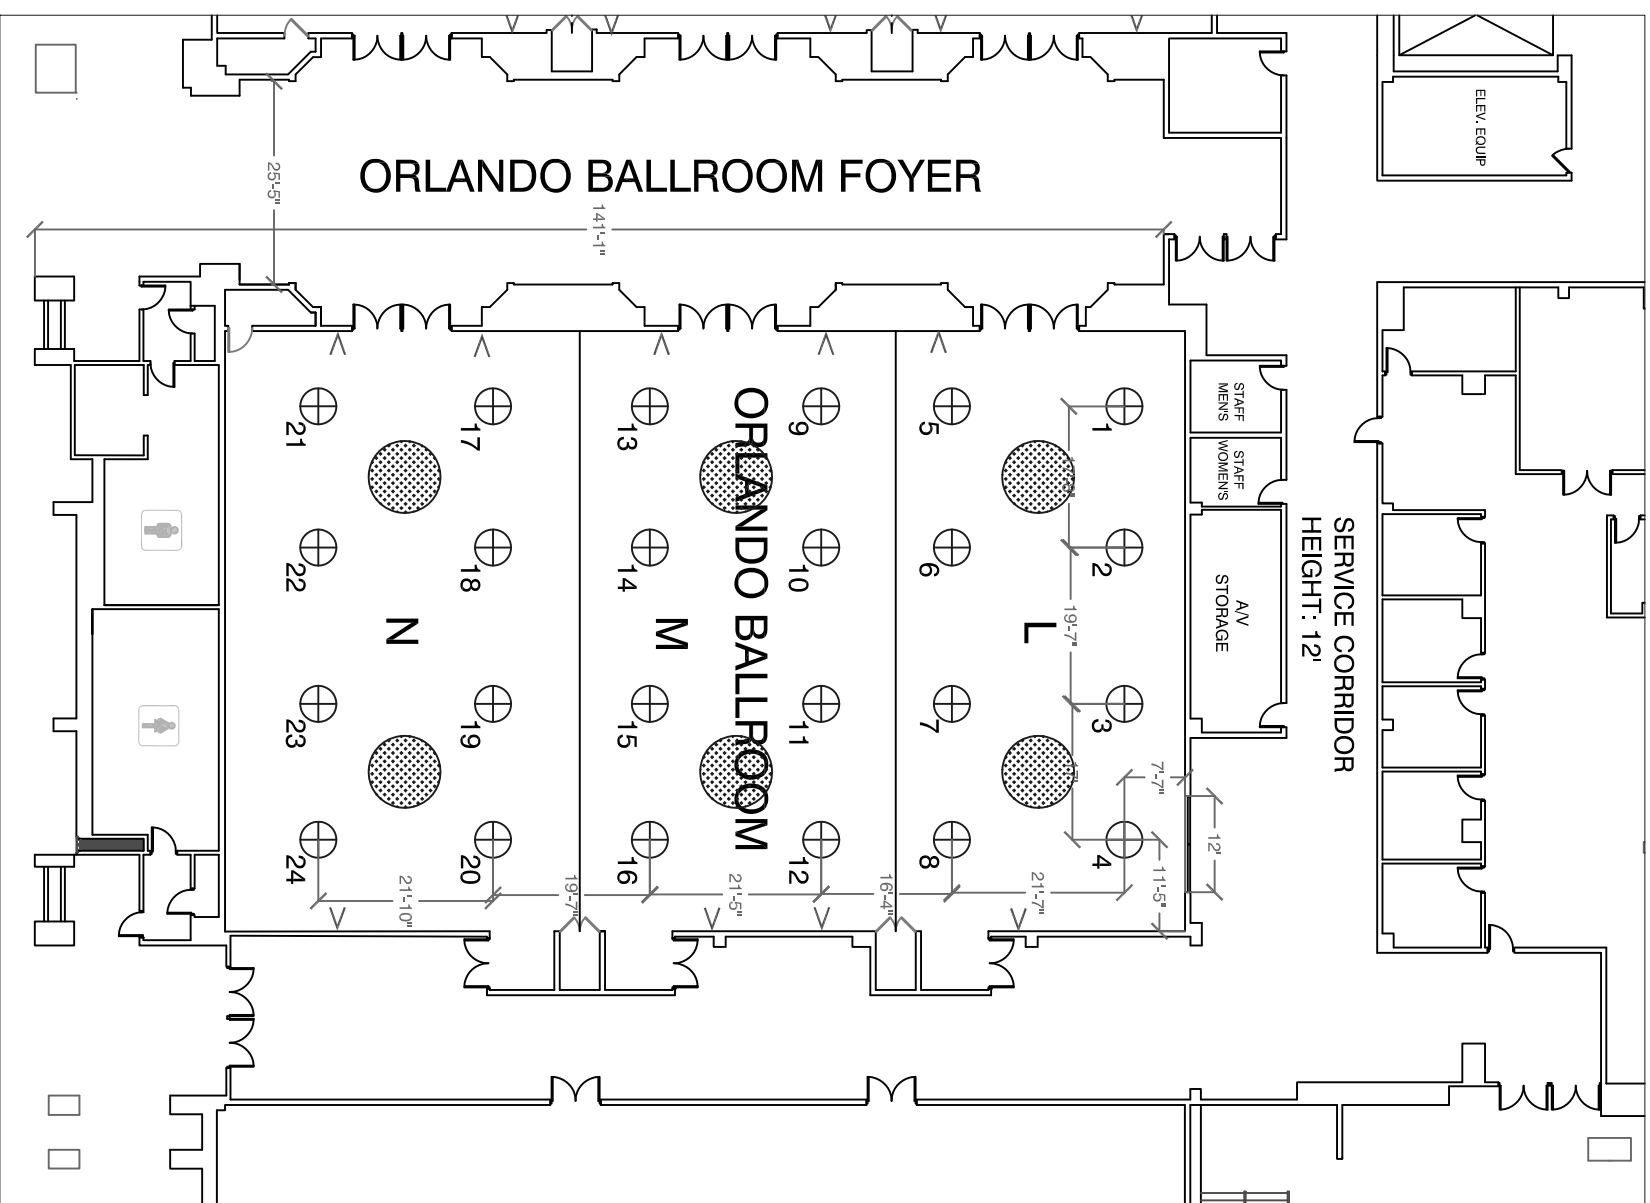 ELEV. EQUIP
ORLANDO BALLROOM FOYER
25'-5"
141'-1"
STAFF
MEN'S
STAFF
WOMEN'S
A/V
STORAGE
SERVICE CORRIDOR
HEIGHT: 12'
ORLANDO BALLROOM
N
M
L
21
17
13
9
5
1
22
18
14
10
6
2
19'-7"
23
19
15
11
7
3
7'-7"
12'
24
20
16
12
8
4
21'-10"
19'-7"
21'-5"
16'-4"
21'-7"
11'-5"